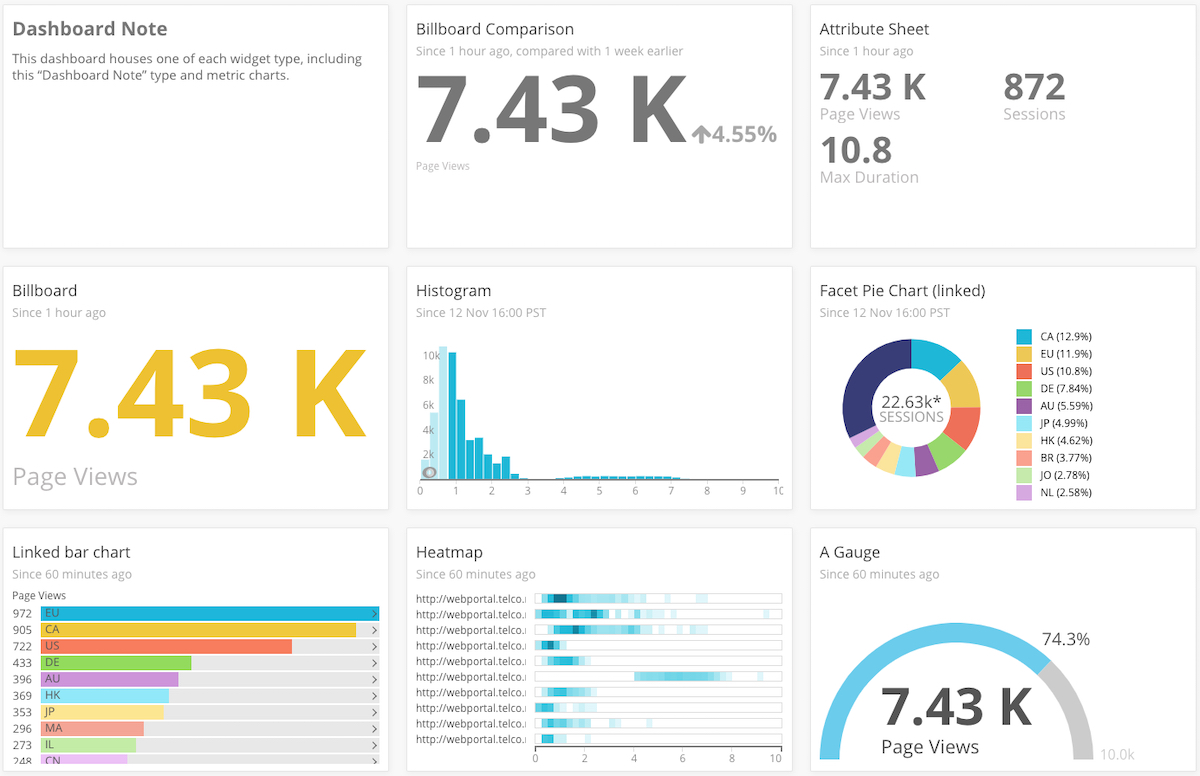 Dashboard Note
This dashboard houses one of each widget type, including
this “Dashboard Note” type and metric charts.
Billboard Comparison
Since 1 hour ago, compared with 1 week earlier
7.43 K
4.55%
Page Views
Attribute Sheet
Since 1 hour ago
7.43 K
Page Views
872
Sessions
10.8
Max Duration
Billboard
Since 1 hour ago
7.43 K
Page Views
Histogram
Since 12 Nov 16:00 PST
10k
8k
6k
4k
2k
0 1 2 3 4 5 6 7 8 9 10
Facet Pie Chart (linked)
Since 12 Nov 16:00 PST
22.63k*
SESSIONS
CA (12.9%)
EU (11.9%)
US (10.8%)
DE (7.84%)
AU (5.59%)
JP (4.99%)
HK (4.62%)
BR (3.77%)
JO (2.78%)
NL (2.58%)
Linked bar chart
Since 60 minutes ago
Page Views
972 EU
905 CA
722 US
433 DE
396 AU
369 HK
353 JP
296 MA
273 IL
248 CN
Heatmap
Since 60 minutes ago
http://webportal.telco.
http://webportal.telco.
http://webportal.telco.
http://webportal.telco.
http://webportal.telco.
http://webportal.telco.
http://webportal.telco.
http://webportal.telco.
http://webportal.telco.
http://webportal.telco.
0 2 4 6 8 10
A Gauge
Since 60 minutes ago
74.3%
7.43 K
Page Views
10.0k